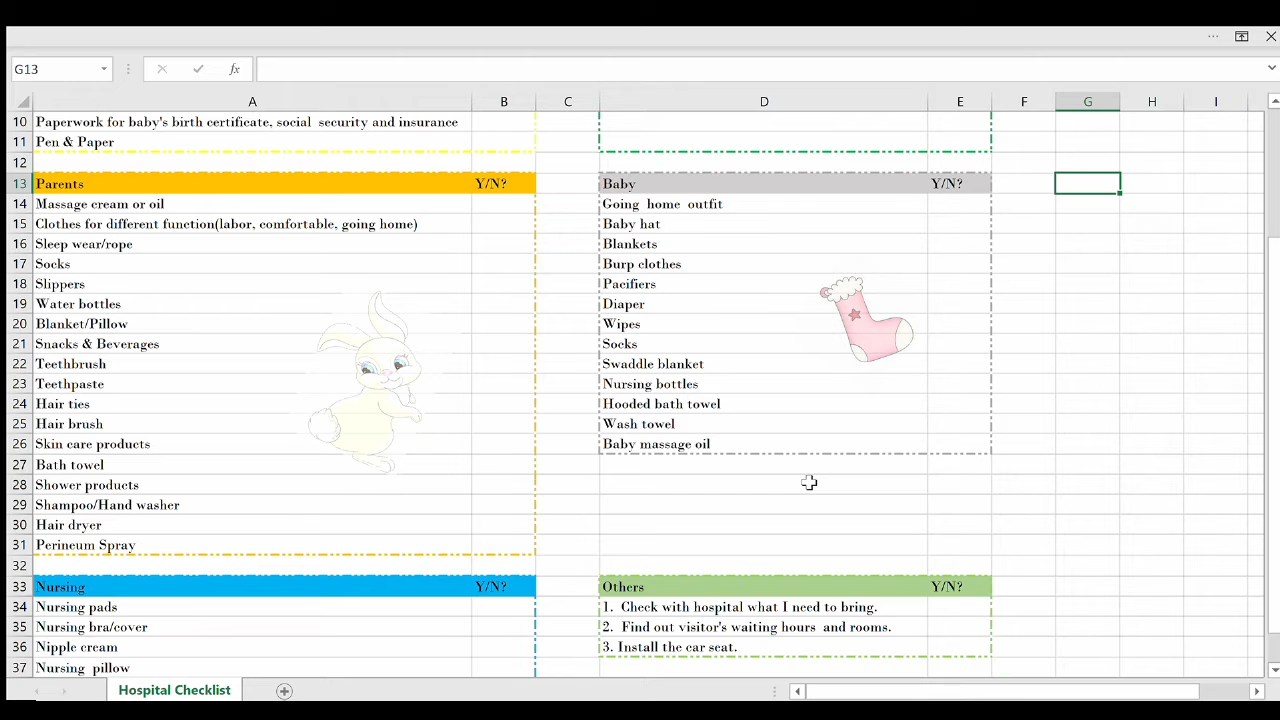 G13
fx
A B C D E F G H I
10 Paperwork for baby's birth certificate, social  security and insurance
11 Pen & Paper
12
13 Parents Y/N? Baby Y/N?
14 Massage cream or oil Going  home  outfit
15 Clothes for different function(labor, comfortable, going home) Baby hat
16 Sleep wear/rope Blankets
17 Socks Burp clothes
18 Slippers Pacifiers
19 Water bottles Diaper
20 Blanket/Pillow Wipes
21 Snacks & Beverages Socks
22 Teethbrush Swaddle blanket
23 Teethpaste Nursing bottles
24 Hair ties Hooded bath towel
25 Hair brush Wash towel
26 Skin care products Baby massage oil
27 Bath towel
28 Shower products
29 Shampoo/Hand washer
30 Hair dryer
31 Perineum Spray
32
33 Nursing Y/N? Others Y/N?
34 Nursing pads 1.  Check with hospital what I need to bring.
35 Nursing bra/cover 2.  Find out visitor's waiting hours  and rooms.
36 Nipple cream 3. Install the car seat.
37 Nursing  pillow
Hospital Checklist